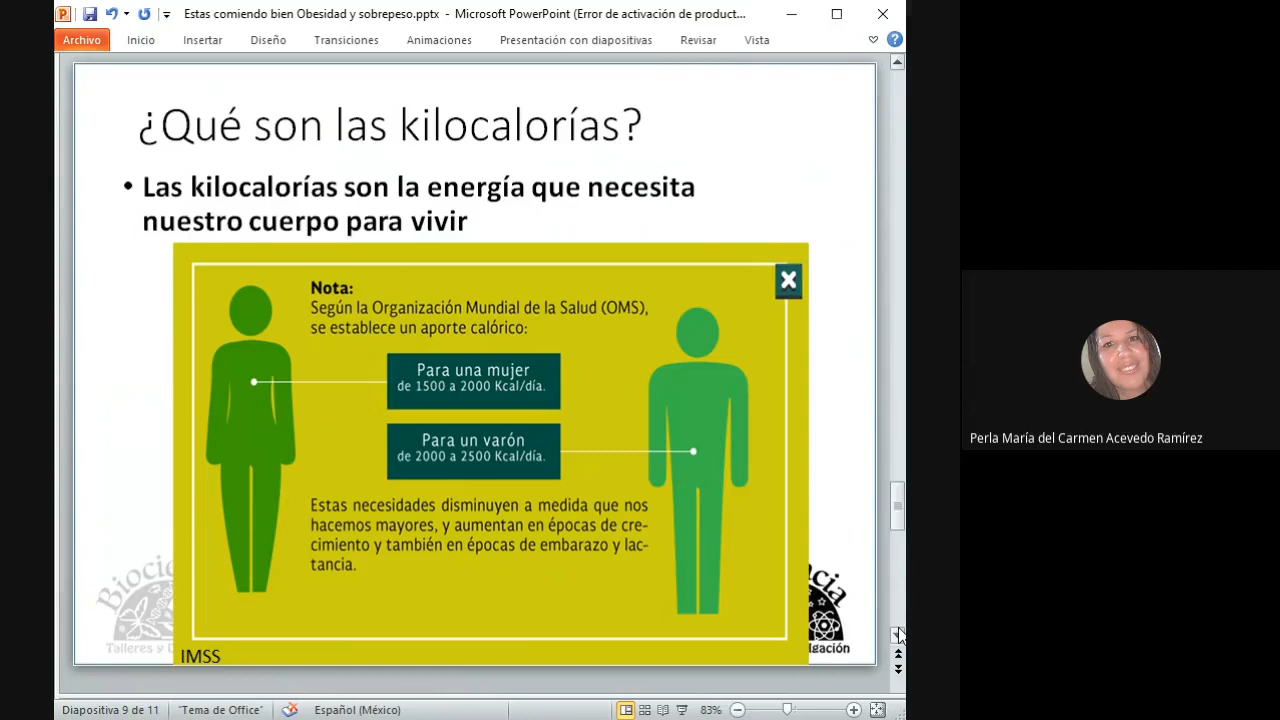 Estas comiendo bien Obesidad y sobrepeso.pptx - Microsoft PowerPoint (Error de activación de product...
Archivo Inicio Insertar Diseño Transiciones Animaciones Presentación con diapositivas Revisar Vista
¿Qué son las kilocalorías?
• Las kilocalorías son la energía que necesita
nuestro cuerpo para vivir
Nota:
Según la Organización Mundial de la Salud (OMS),
se establece un aporte calórico:
Para una mujer
de 1500 a 2000 Kcal/día.
Para un varón
de 2000 a 2500 Kcal/día.
Estas necesidades disminuyen a medida que nos
hacemos mayores, y aumentan en épocas de cre-
cimiento y también en épocas de embarazo y lac-
tancia.
IMSS
Perla María del Carmen Acevedo Ramírez
Diapositiva 9 de 11 "Tema de Office" Español (México) 83%